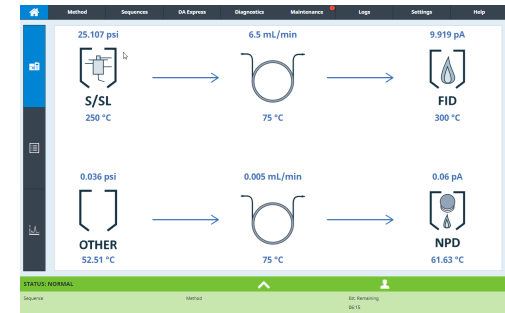 Method Sequences DA Express Diagnostics Maintenance Logs Settings Help
25.107 psi 6.5 mL/min 9.919 pA
S/SL FID
250 °C 75 °C 300 °C
0.036 psi 0.005 mL/min 0.06 pA
OTHER NPD
52.51 °C 75 °C 61.63 °C
STATUS: NORMAL
Sequence Method Est. Remaining
06:15